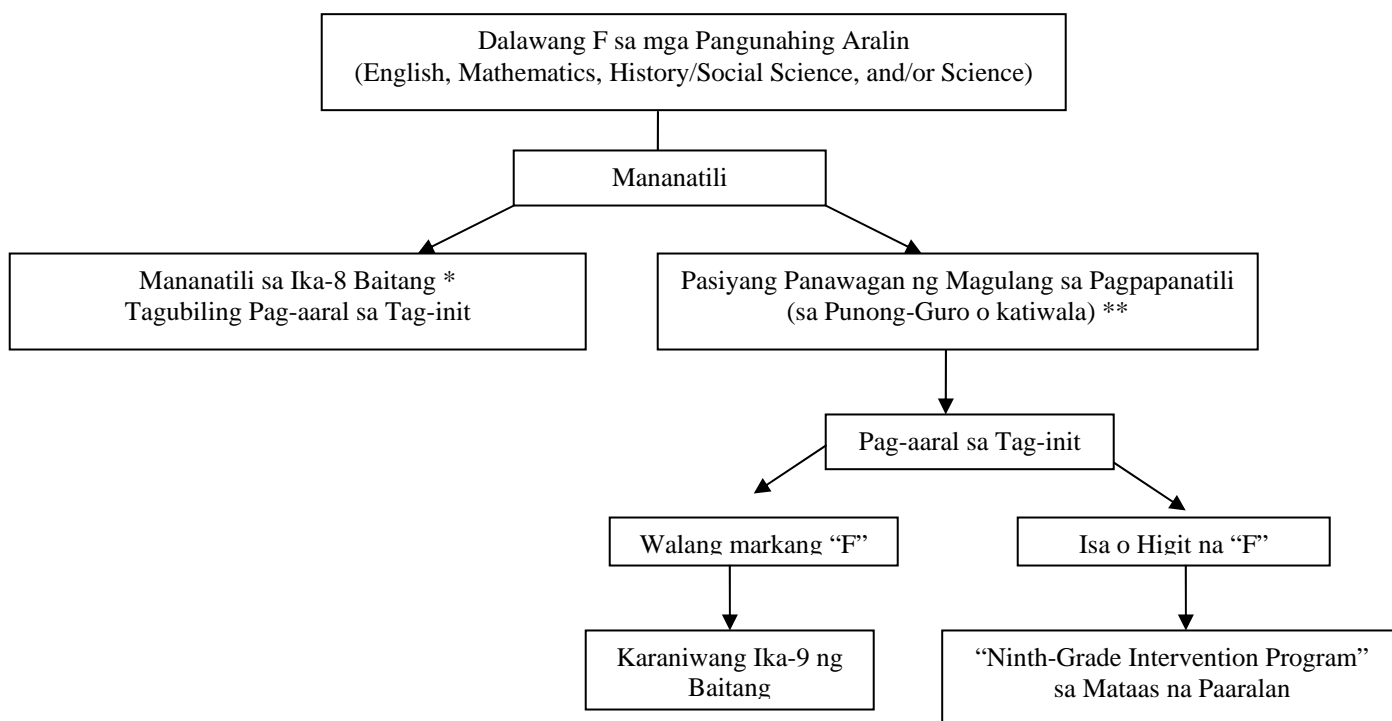 Dalawang F sa mga Pangunahing Aralin
(English, Mathematics, History/Social Science, and/or Science)
Mananatili
Mananatili sa Ika-8 Baitang *
Tagubiling Pag-aaral sa Tag-init
Pasiyang Panawagan ng Magulang sa Pagpapanatili
(sa Punong-Guro o katiwala) **
Pag-aaral sa Tag-init
Walang markang “F”
Isa o Higit na “F”
Karaniwang Ika-9 ng
Baitang
“Ninth-Grade Intervention Program”
sa Mataas na Paaralan